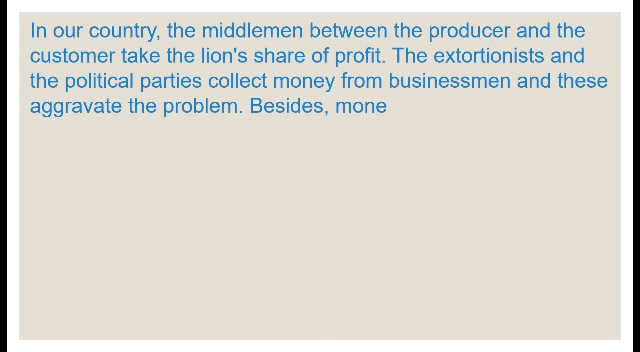 In our country, the middlemen between the producer and the
customer take the lion's share of profit. The extortionists and
the political parties collect money from businessmen and these
aggravate the problem. Besides, mone